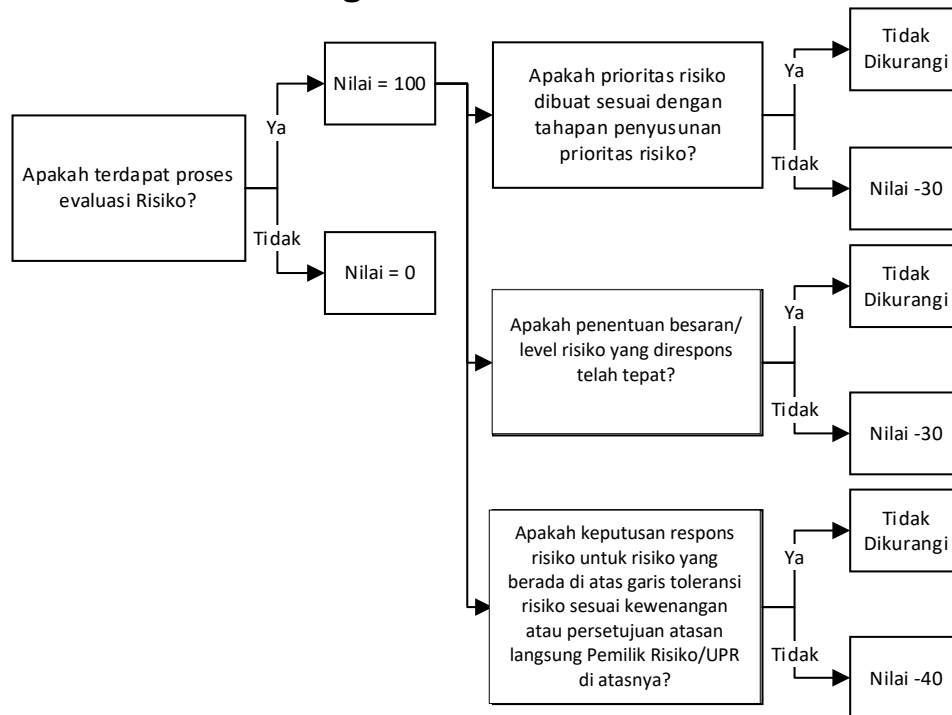 g
Apakah terdapat proses
evaluasi Risiko?
Ya
Tidak
Nilai = 100
Nilai = 0
Apakah prioritas risiko
dibuat sesuai dengan
tahapan penyusunan
prioritas risiko?
Ya
Tidak
Tidak
Dikurangi
Nilai -30
Apakah penentuan besaran/
level risiko yang direspons
telah tepat?
Ya
Tidak
Tidak
Dikurangi
Nilai -30
Apakah keputusan respons
risiko untuk risiko yang
berada di atas garis toleransi
risiko sesuai kewenangan
atau persetujuan atasan
langsung Pemilik Risiko/UPR
di atasnya?
Ya
Tidak
Tidak
Dikurangi
Nilai -40